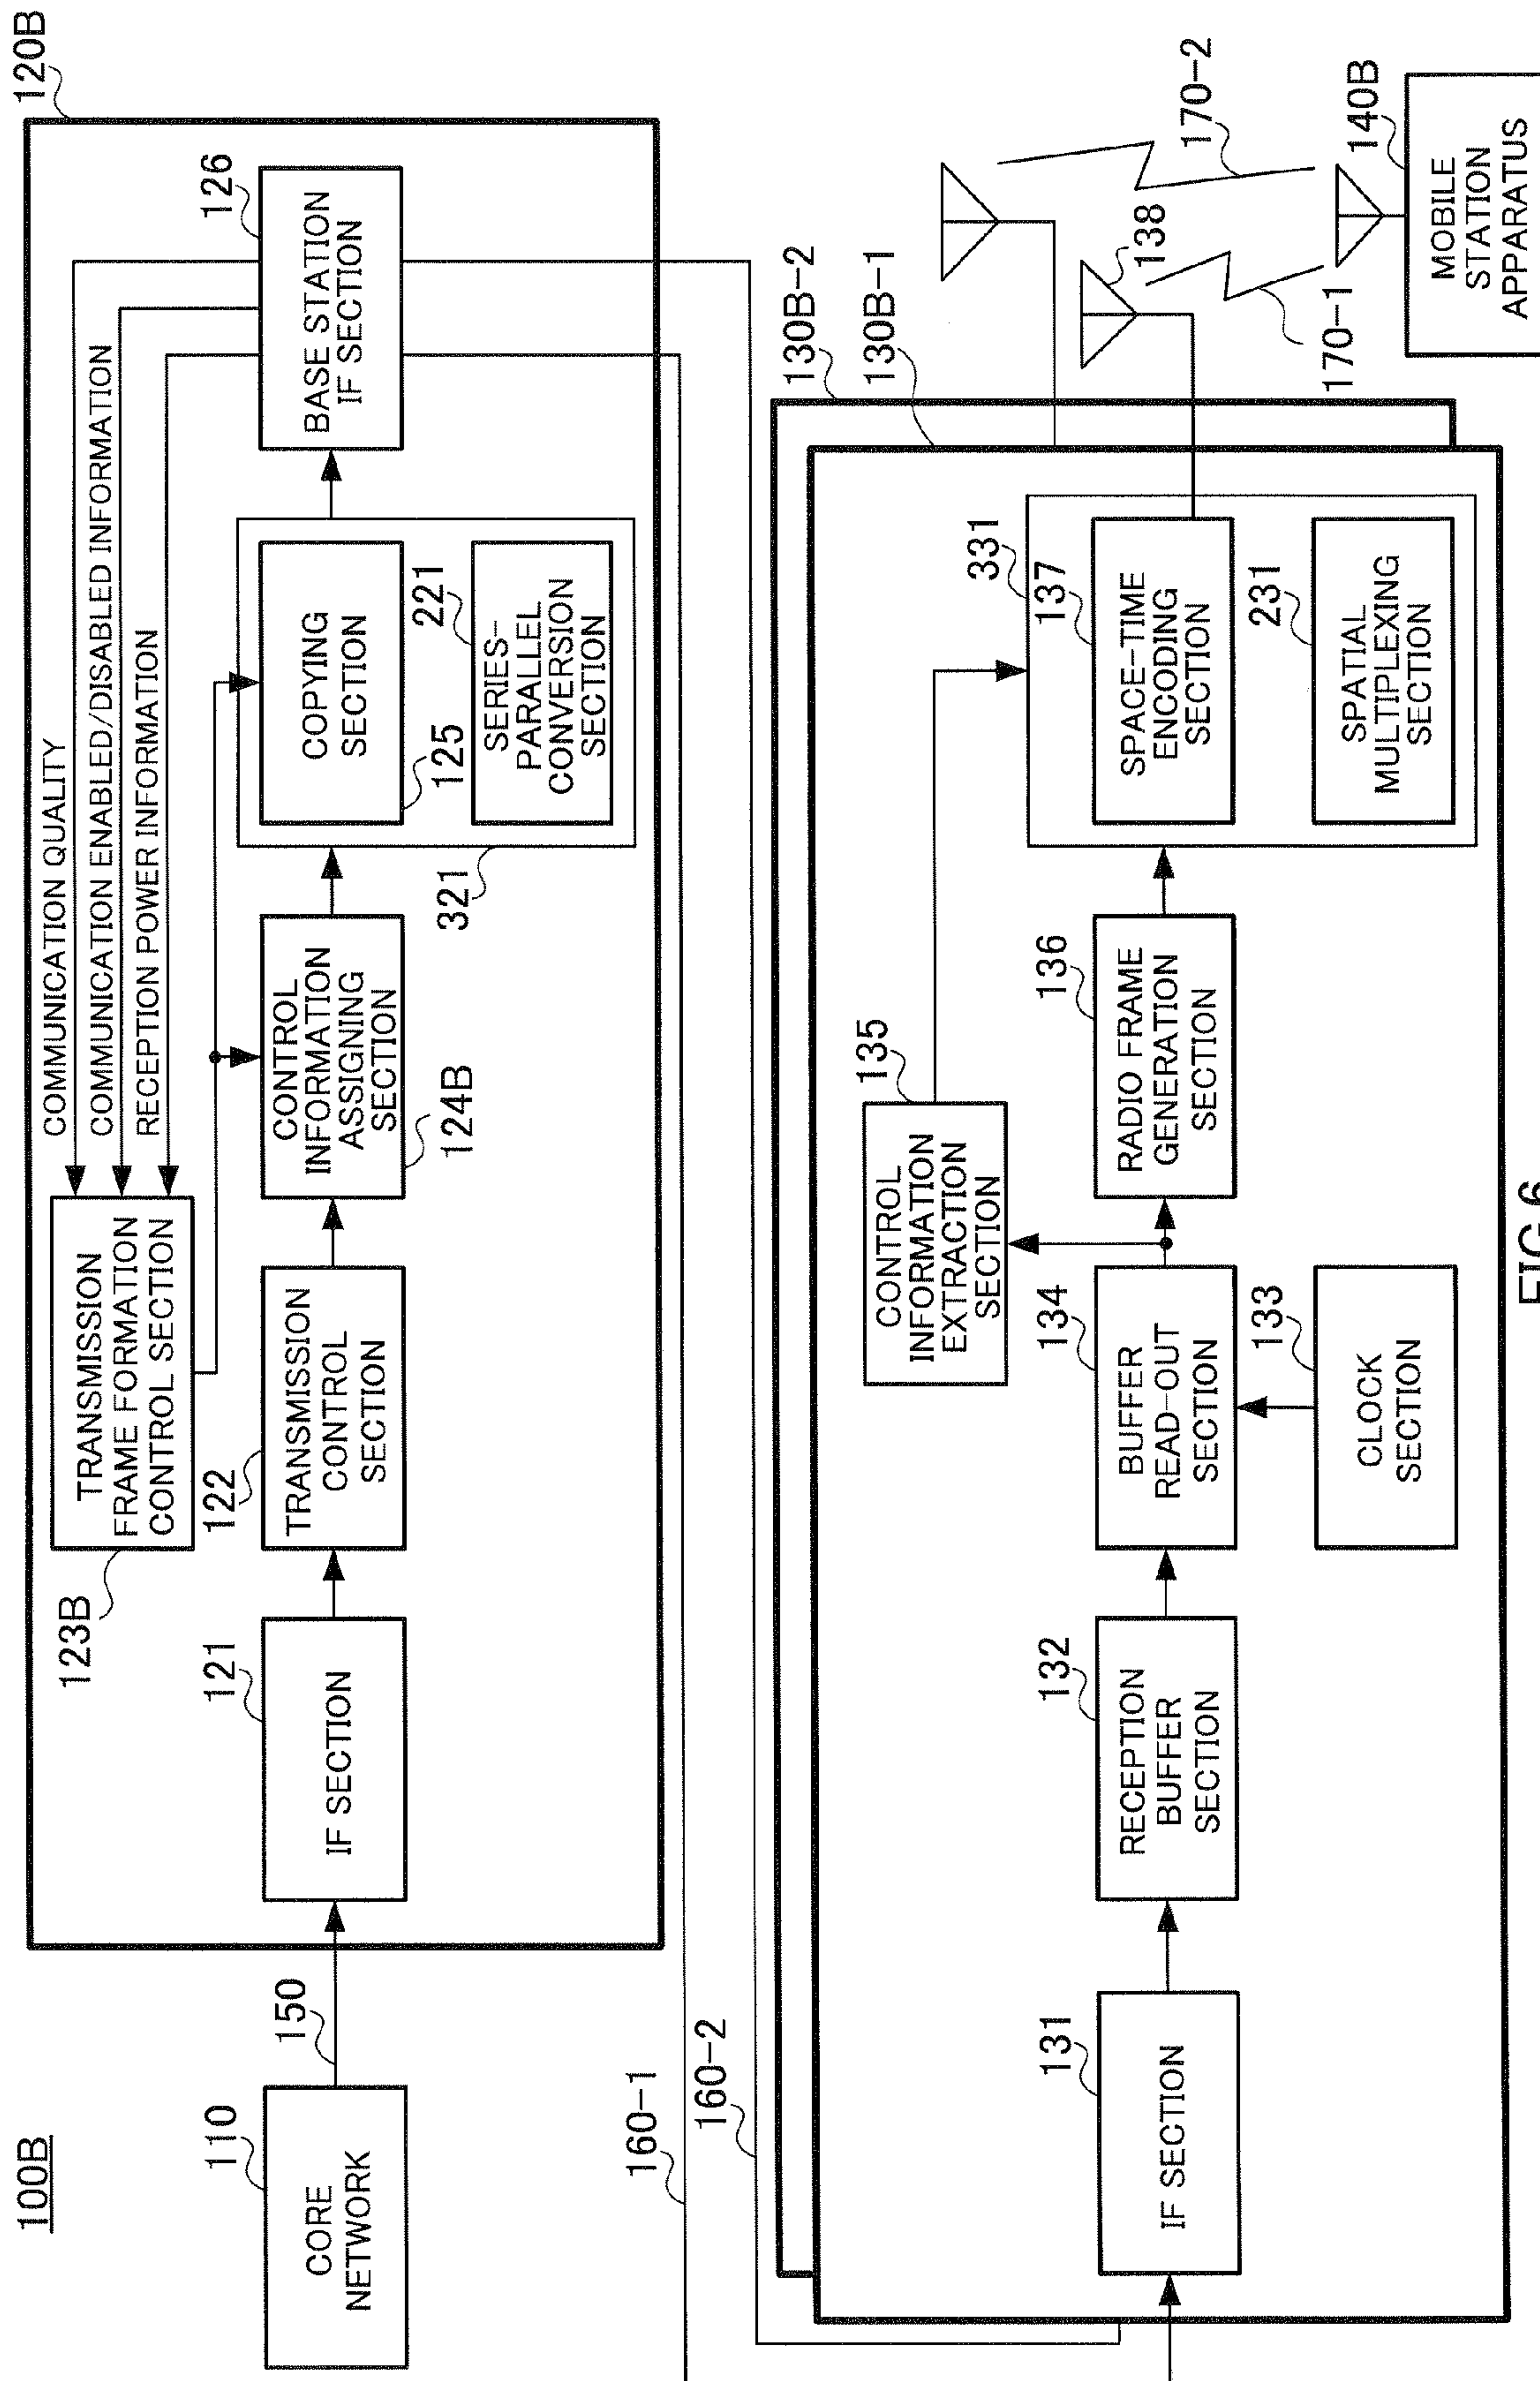 100B
110
CORE
NETWORK
150
120B
121
IF SECTION
122
TRANSMISSION
CONTROL
SECTION
123B
TRANSMISSION
FRAME FORMATION
CONTROL SECTION
COMMUNICATION QUALITY
COMMUNICATION ENABLED/DISABLED INFORMATION
RECEPTION POWER INFORMATION
CONTROL
INFORMATION
ASSIGNING
SECTION
124B
321
COPYING
SECTION
125
221
SERIES-
PARALLEL
CONVERSION
SECTION
126
BASE STATION
IF SECTION
160-1
160-2
130B-2
130B-1
131
IF SECTION
132
RECEPTION
BUFFER
SECTION
134
BUFFER
READ-OUT
SECTION
133
CLOCK
SECTION
135
CONTROL
INFORMATION
EXTRACTION
SECTION
136
RADIO FRAME
GENERATION
SECTION
331
137
SPACE-TIME
ENCODING
SECTION
231
SPATIAL
MULTIPLEXING
SECTION
138
170-2
170-1
140B
MOBILE
STATION
APPARATUS
FIG.6